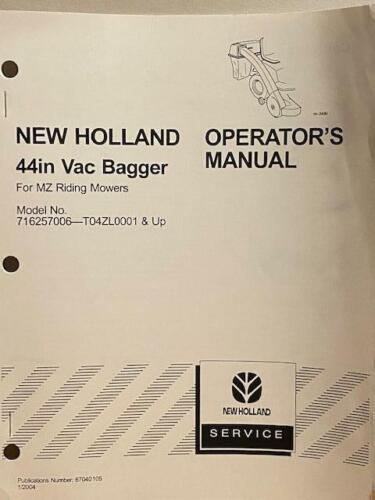 NEW HOLLAND
44in Vac Bagger
For MZ Riding Mowers
Model No.
716257006—T04ZL0001 & Up
OPERATOR'S
MANUAL
NEW HOLLAND
SERVICE
Publications Number: 87040105
1/2004